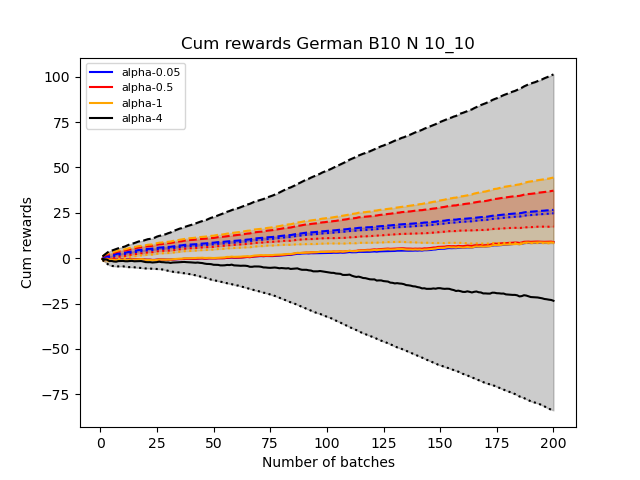 Cum rewards German B10 N 10_10
alpha-0.05
alpha-0.5
alpha-1
alpha-4
100
75
50
25
0
−25
−50
−75
Cum rewards
0 25 50 75 100 125 150 175 200
Number of batches